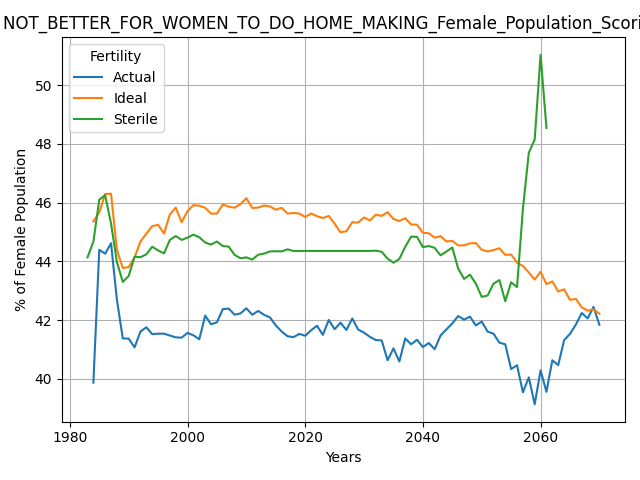 NOT_BETTER_FOR_WOMEN_TO_DO_HOME_MAKING_Female_Population_Scori
Fertility
Actual
Ideal
Sterile
% of Female Population
50
48
46
44
42
40
1980
2000
2020
2040
2060
Years